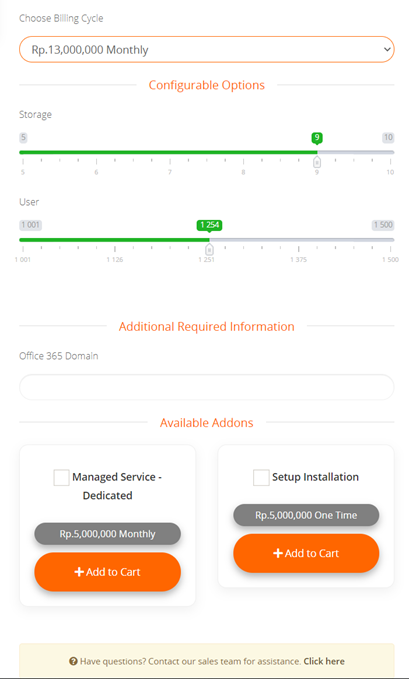 Choose Billing Cycle
Rp.13,000,000 Monthly
Configurable Options
Storage
5 9 10
5 6 7 8 9 10
User
1 001 1 254 1 500
1 001 1 126 1 251 1 375 1 500
Additional Required Information
Office 365 Domain
Available Addons
Managed Service -
Dedicated
Rp.5,000,000 Monthly
Add to Cart
Setup Installation
Rp.5,000,000 One Time
Add to Cart
Have questions? Contact our sales team for assistance. Click here